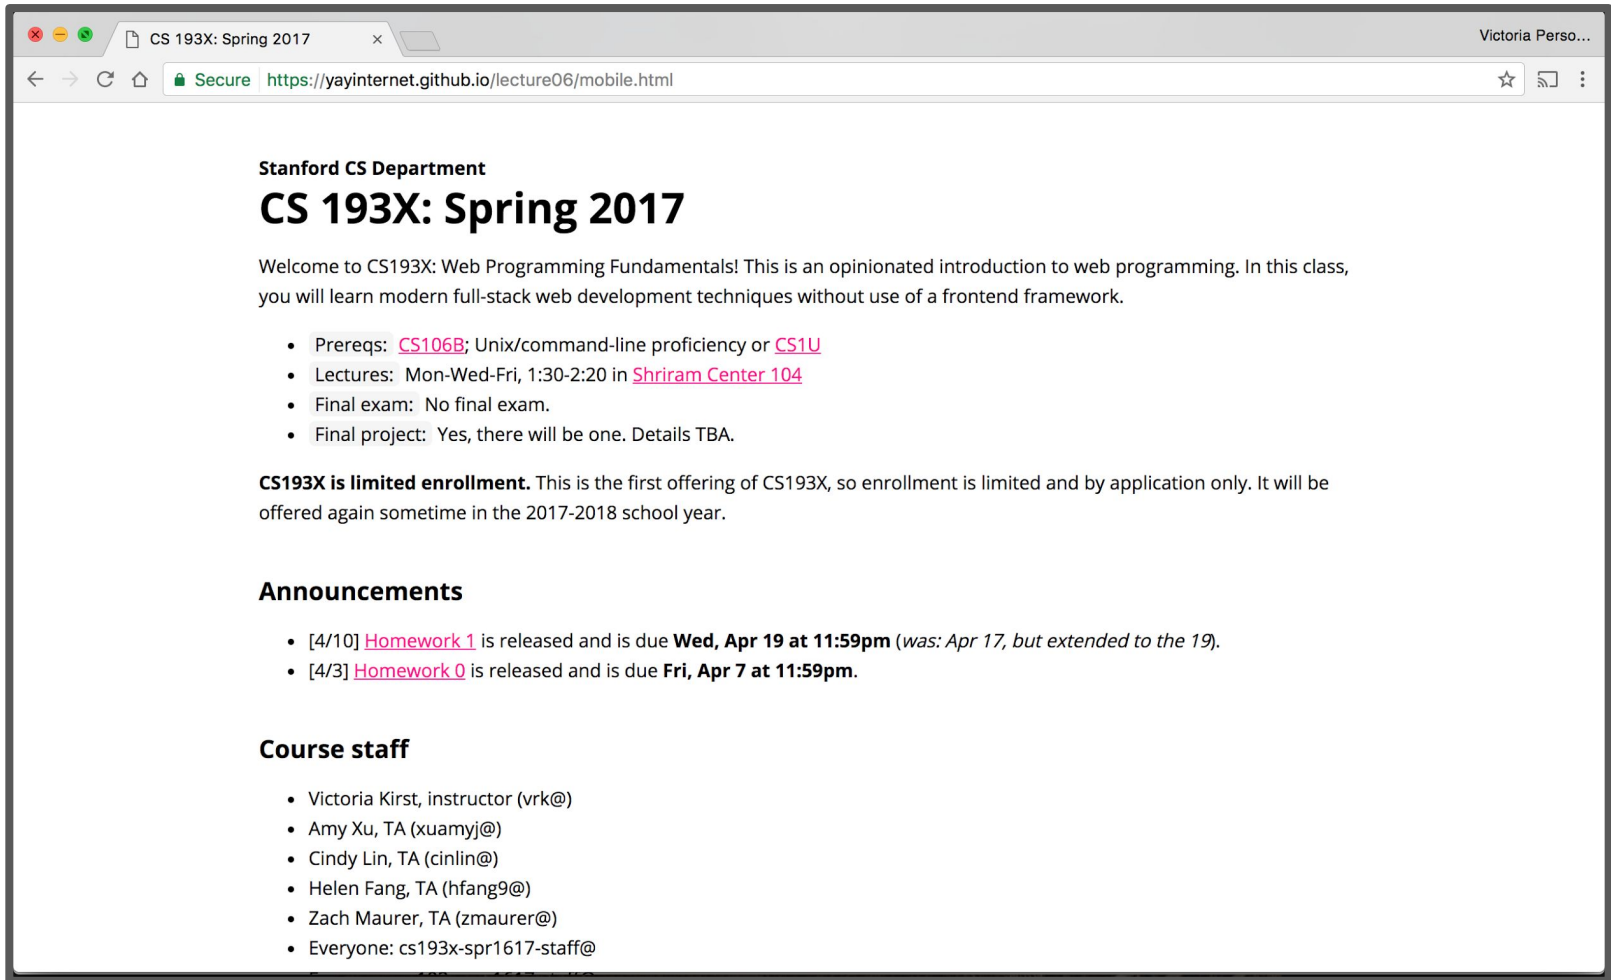 CS 193X: Spring 2017
Victoria Perso...
Secure https://yayinternet.github.io/lecture06/mobile.html
Stanford CS Department
CS 193X: Spring 2017
Welcome to CS193X: Web Programming Fundamentals! This is an opinionated introduction to web programming. In this class,
you will learn modern full-stack web development techniques without use of a frontend framework.
• Prereqs: CS106B; Unix/command-line proficiency or CS1U
• Lectures: Mon-Wed-Fri, 1:30-2:20 in Shriram Center 104
• Final exam: No final exam.
• Final project: Yes, there will be one. Details TBA.
CS193X is limited enrollment. This is the first offering of CS193X, so enrollment is limited and by application only. It will be
offered again sometime in the 2017-2018 school year.
Announcements
• [4/10] Homework 1 is released and is due Wed, Apr 19 at 11:59pm (was: Apr 17, but extended to the 19).
• [4/3] Homework 0 is released and is due Fri, Apr 7 at 11:59pm.
Course staff
• Victoria Kirst, instructor (vrk@)
• Amy Xu, TA (xuamyj@)
• Cindy Lin, TA (cinlin@)
• Helen Fang, TA (hfang9@)
• Zach Maurer, TA (zmaurer@)
• Everyone: cs193x-spr1617-staff@